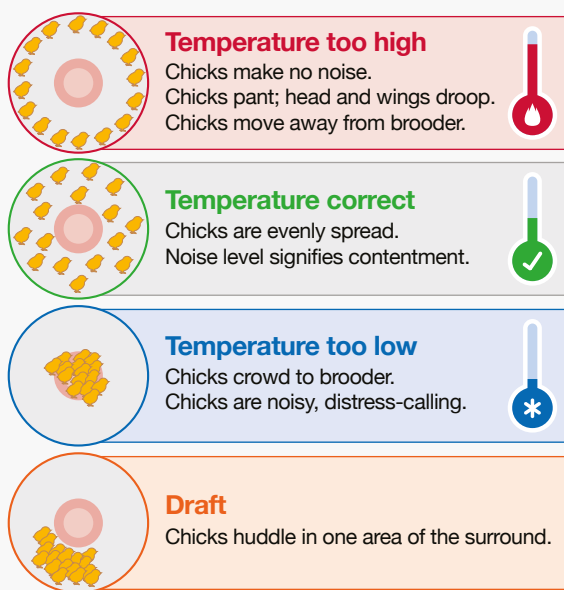 Temperature too high
Chicks make no noise.
Chicks pant; head and wings droop.
Chicks move away from brooder.
Temperature correct
Chicks are evenly spread.
Noise level signifies contentment.
Temperature too low
Chicks crowd to brooder.
Chicks are noisy, distress-calling.
Draft
Chicks huddle in one area of the surround.